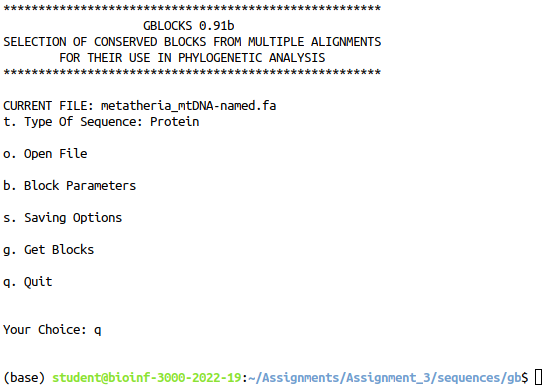 ******************************************************
GBLOCKS 0.91b
SELECTION OF CONSERVED BLOCKS FROM MULTIPLE ALIGNMENTS
FOR THEIR USE IN PHYLOGENETIC ANALYSIS
******************************************************
CURRENT FILE: metatheria_mtDNA-named.fa
t. Type Of Sequence: Protein
o. Open File
b. Block Parameters
s. Saving Options
g. Get Blocks
q. Quit
Your Choice: q
(base) student@bioinf-3000-2022-19:~/Assignments/Assignment_3/sequences/gb$